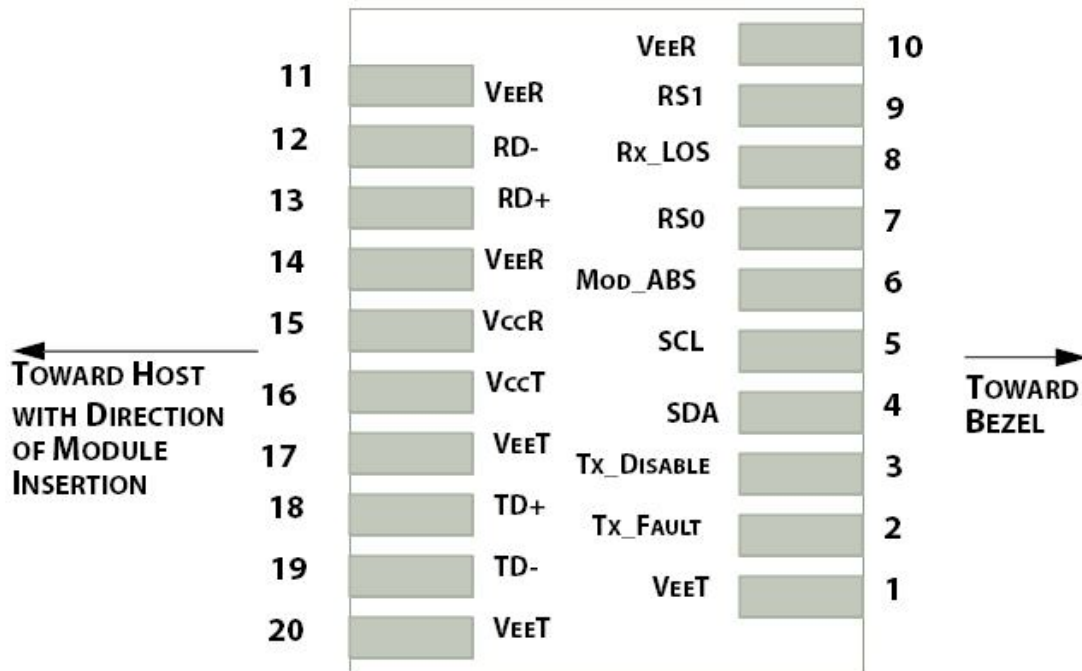 VEER 10
11 VEER
RS1 9
12 RD-
Rx_LOS 8
13 RD+
RS0 7
14 VEER
MOD_ABS 6
15 VCCR
SCL 5
TOWARD HOST
WITH DIRECTION
OF MODULE
INSERTION
TOWARD
BEZEL
16 VCCT
SDA 4
17 VEET
TX_DISABLE 3
18 TD+
TX_FAULT 2
19 TD-
VEET 1
20 VEET